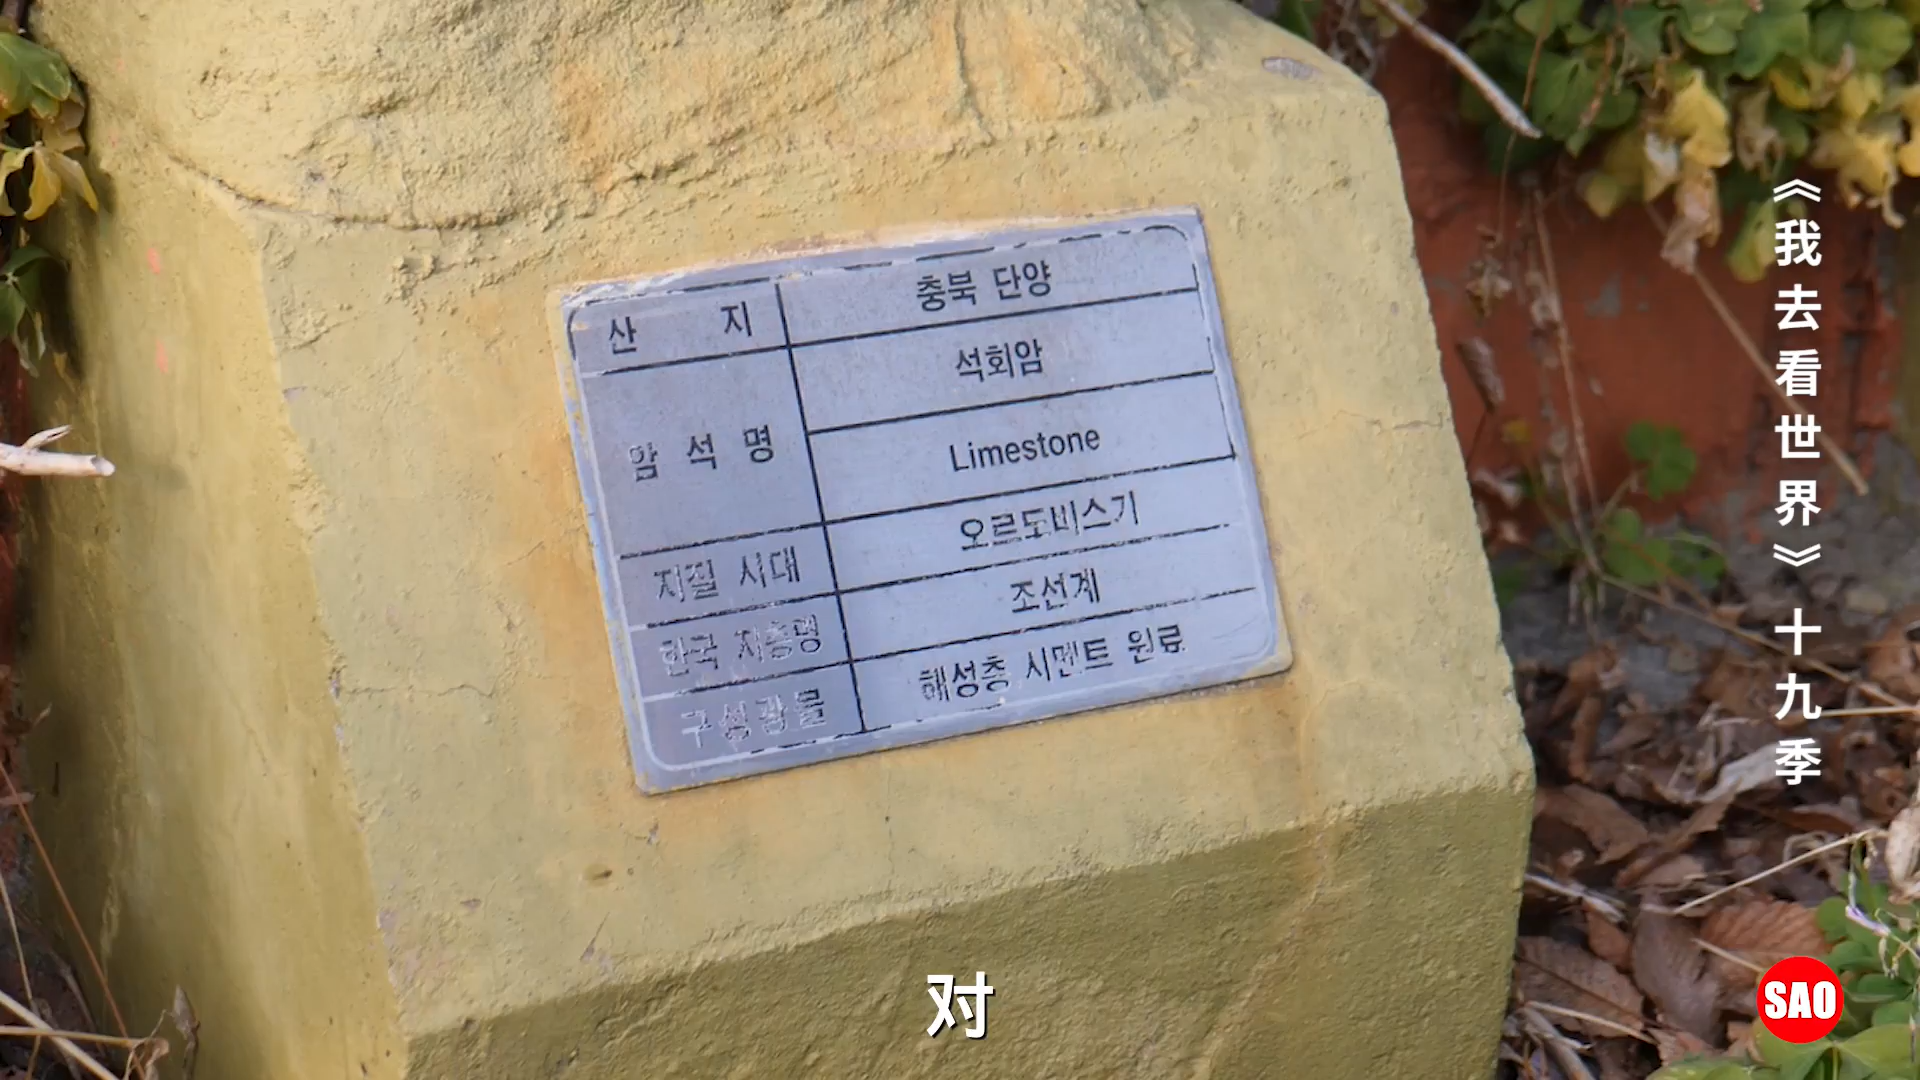 산 지 충북 단양
암 석 명 석회암
Limestone
지질 시대 오르도비스기
한국 지층명 조선계
구성광물 해성층 시멘트 원료
《我去看世界》十九季
对
SAO